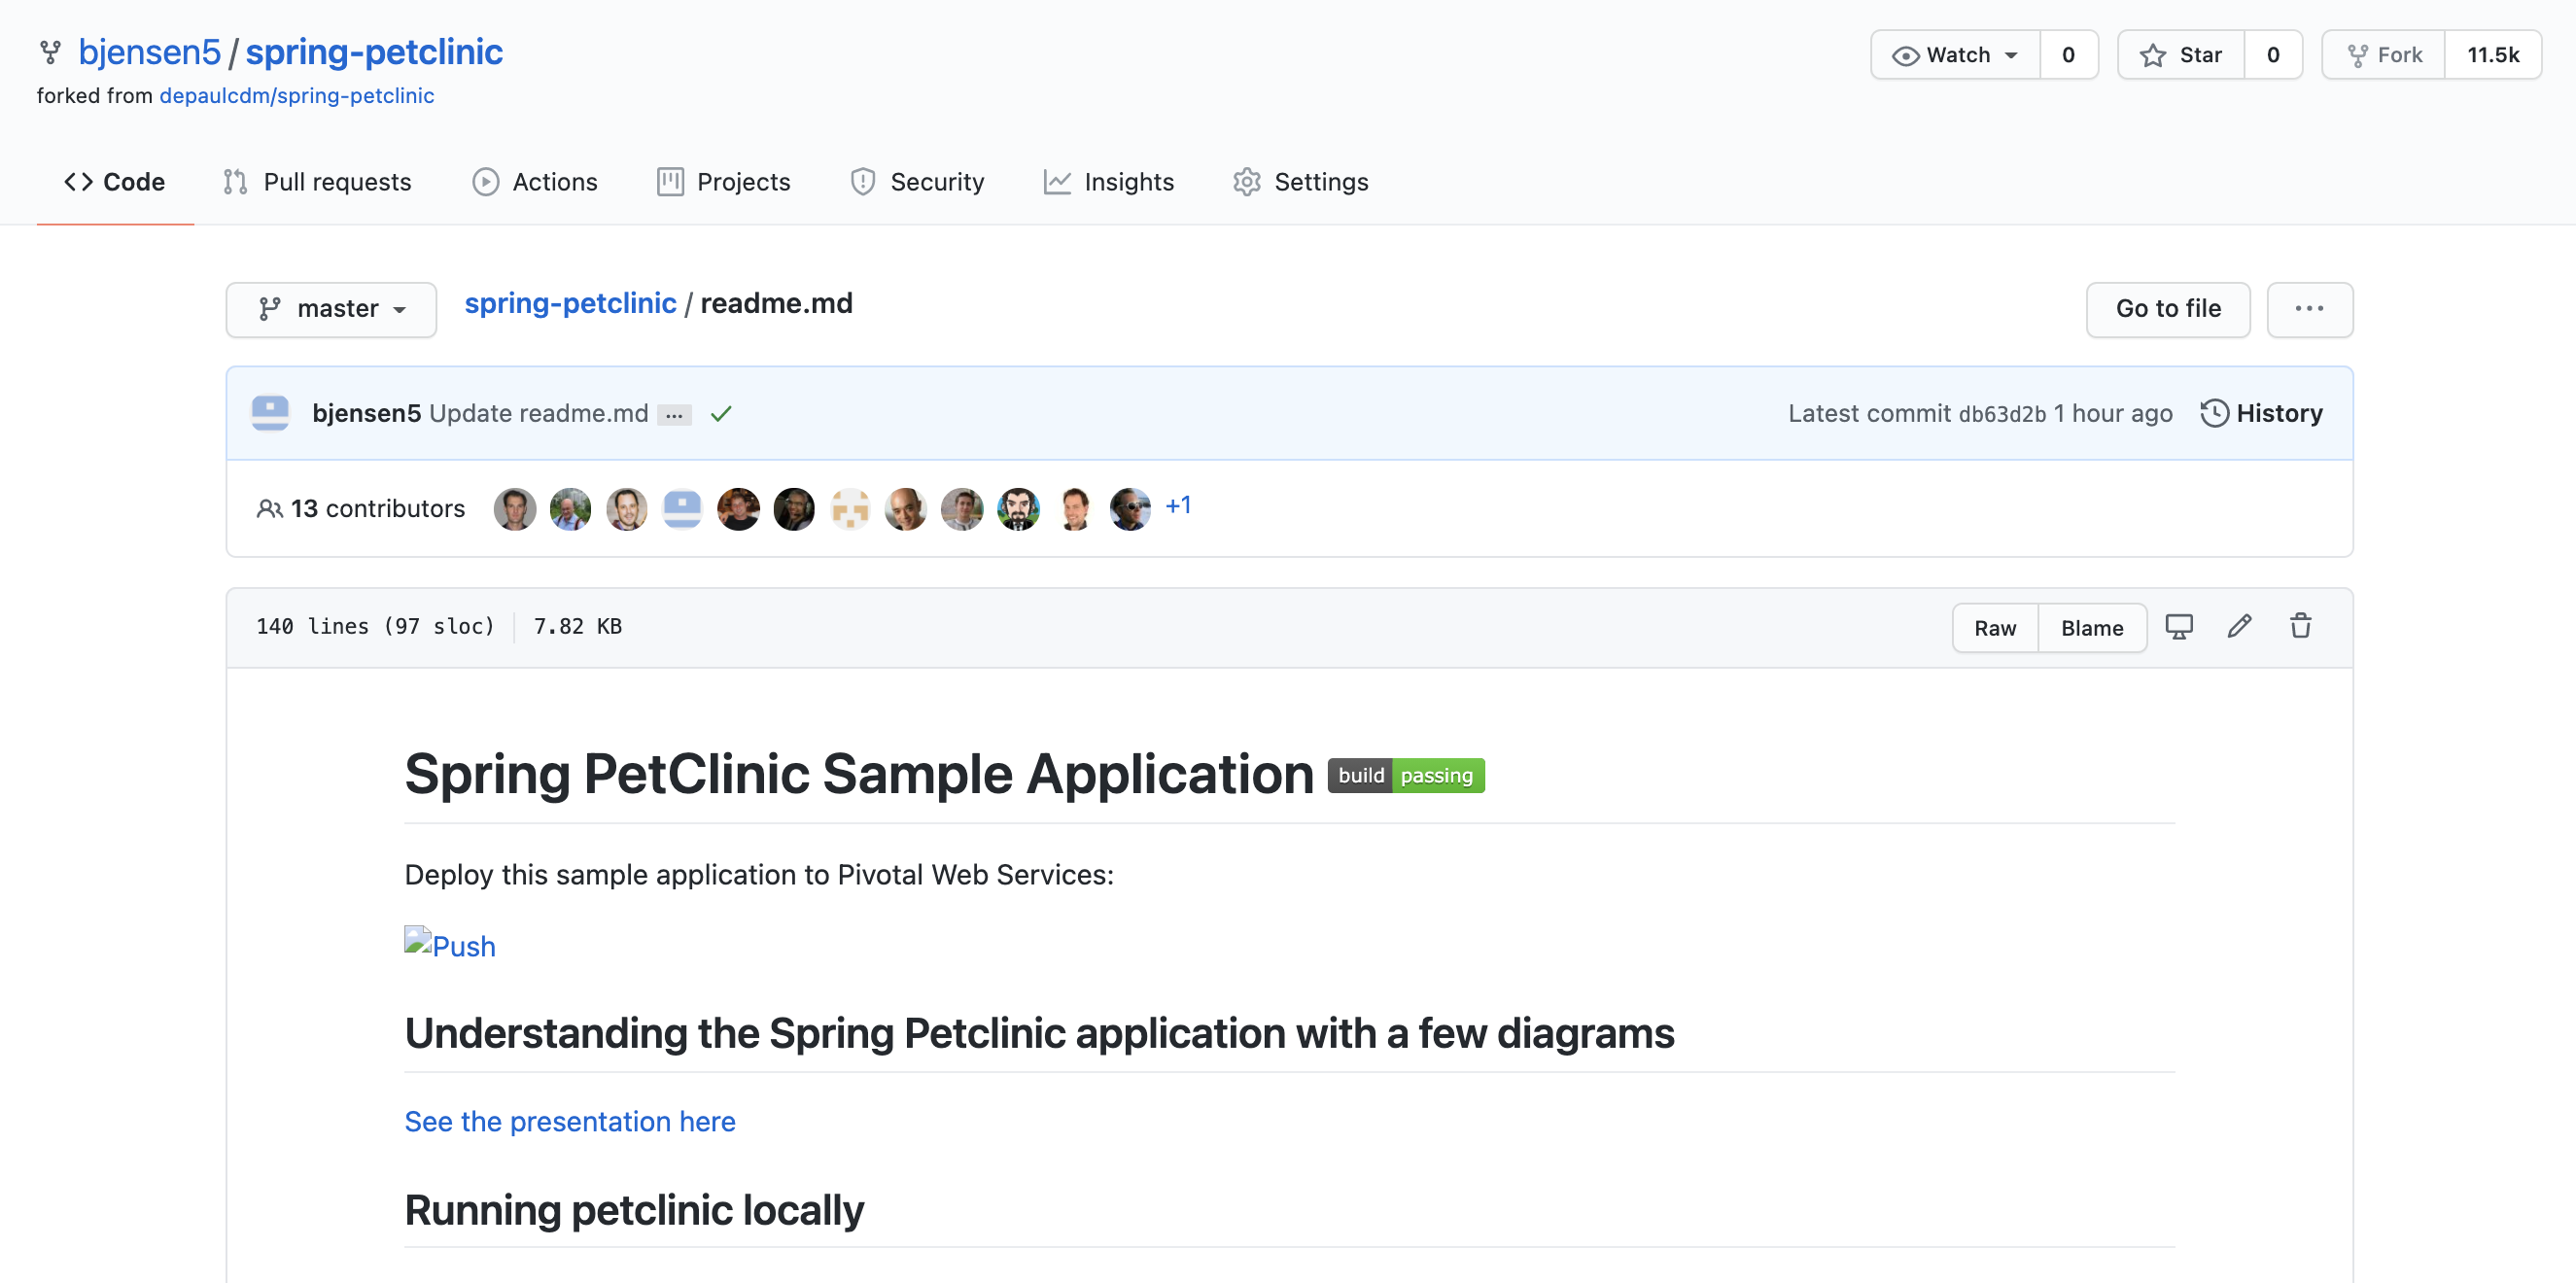 bjensen5 / spring-petclinic
Watch 0 Star 0 Fork 11.5k
forked from depaulcdm/spring-petclinic
Code Pull requests Actions Projects Security Insights Settings
master spring-petclinic / readme.md Go to file ...
bjensen5 Update readme.md ... Latest commit db63d2b 1 hour ago History
13 contributors +1
140 lines (97 sloc) 7.82 KB Raw Blame
Spring PetClinic Sample Application build passing
Deploy this sample application to Pivotal Web Services:
Push
Understanding the Spring Petclinic application with a few diagrams
See the presentation here
Running petclinic locally